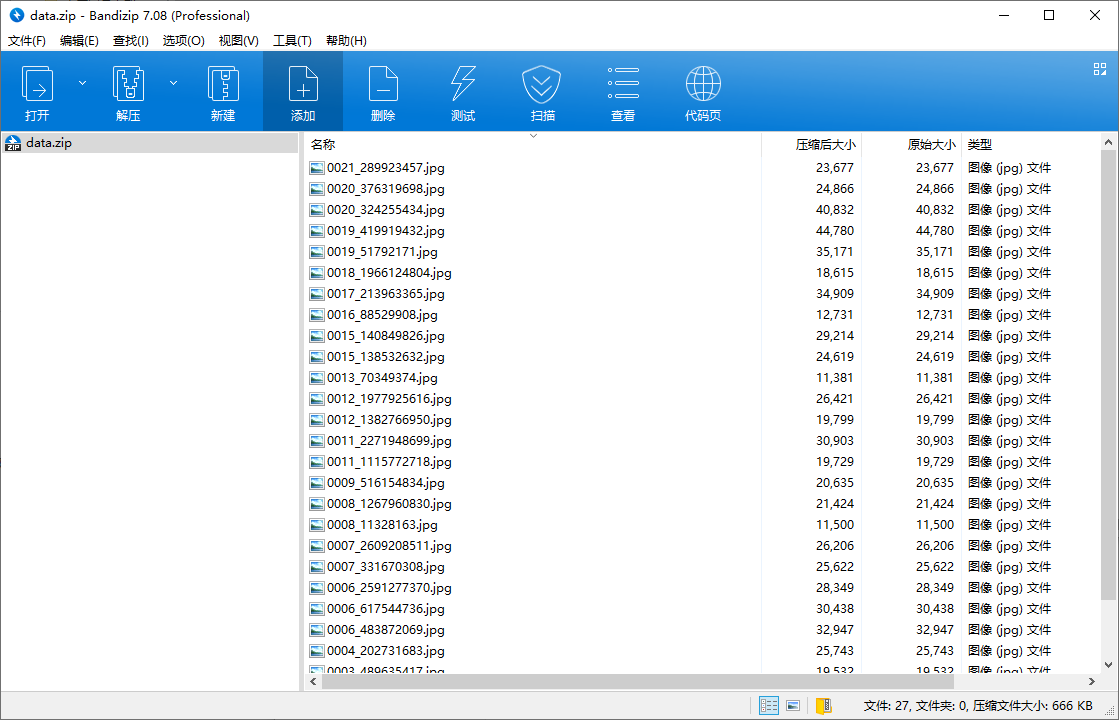 data.zip - Bandizip 7.08 (Professional)
文件(F) 编辑(E) 查找(I) 选项(O) 视图(V) 工具(T) 帮助(H)
打开 解压 新建 添加 删除 测试 扫描 查看 代码页
data.zip
名称 压缩后大小 原始大小 类型
0021_289923457.jpg 23,677 23,677 图像 (jpg) 文件
0020_376319698.jpg 24,866 24,866 图像 (jpg) 文件
0020_324255434.jpg 40,832 40,832 图像 (jpg) 文件
0019_419919432.jpg 44,780 44,780 图像 (jpg) 文件
0019_51792171.jpg 35,171 35,171 图像 (jpg) 文件
0018_1966124804.jpg 18,615 18,615 图像 (jpg) 文件
0017_213963365.jpg 34,909 34,909 图像 (jpg) 文件
0016_88529908.jpg 12,731 12,731 图像 (jpg) 文件
0015_140849826.jpg 29,214 29,214 图像 (jpg) 文件
0015_138532632.jpg 24,619 24,619 图像 (jpg) 文件
0013_70349374.jpg 11,381 11,381 图像 (jpg) 文件
0012_1977925616.jpg 26,421 26,421 图像 (jpg) 文件
0012_1382766950.jpg 19,799 19,799 图像 (jpg) 文件
0011_2271948699.jpg 30,903 30,903 图像 (jpg) 文件
0011_1115772718.jpg 19,729 19,729 图像 (jpg) 文件
0009_516154834.jpg 20,635 20,635 图像 (jpg) 文件
0008_1267960830.jpg 21,424 21,424 图像 (jpg) 文件
0008_11328163.jpg 11,500 11,500 图像 (jpg) 文件
0007_2609208511.jpg 26,206 26,206 图像 (jpg) 文件
0007_331670308.jpg 25,622 25,622 图像 (jpg) 文件
0006_2591277370.jpg 28,349 28,349 图像 (jpg) 文件
0006_617544736.jpg 30,438 30,438 图像 (jpg) 文件
0006_483872069.jpg 32,947 32,947 图像 (jpg) 文件
0004_202731683.jpg 25,743 25,743 图像 (jpg) 文件
0003_489635417.jpg 19,532 19,532 图像 (jpg) 文件
文件: 27, 文件夹: 0, 压缩文件大小: 666 KB